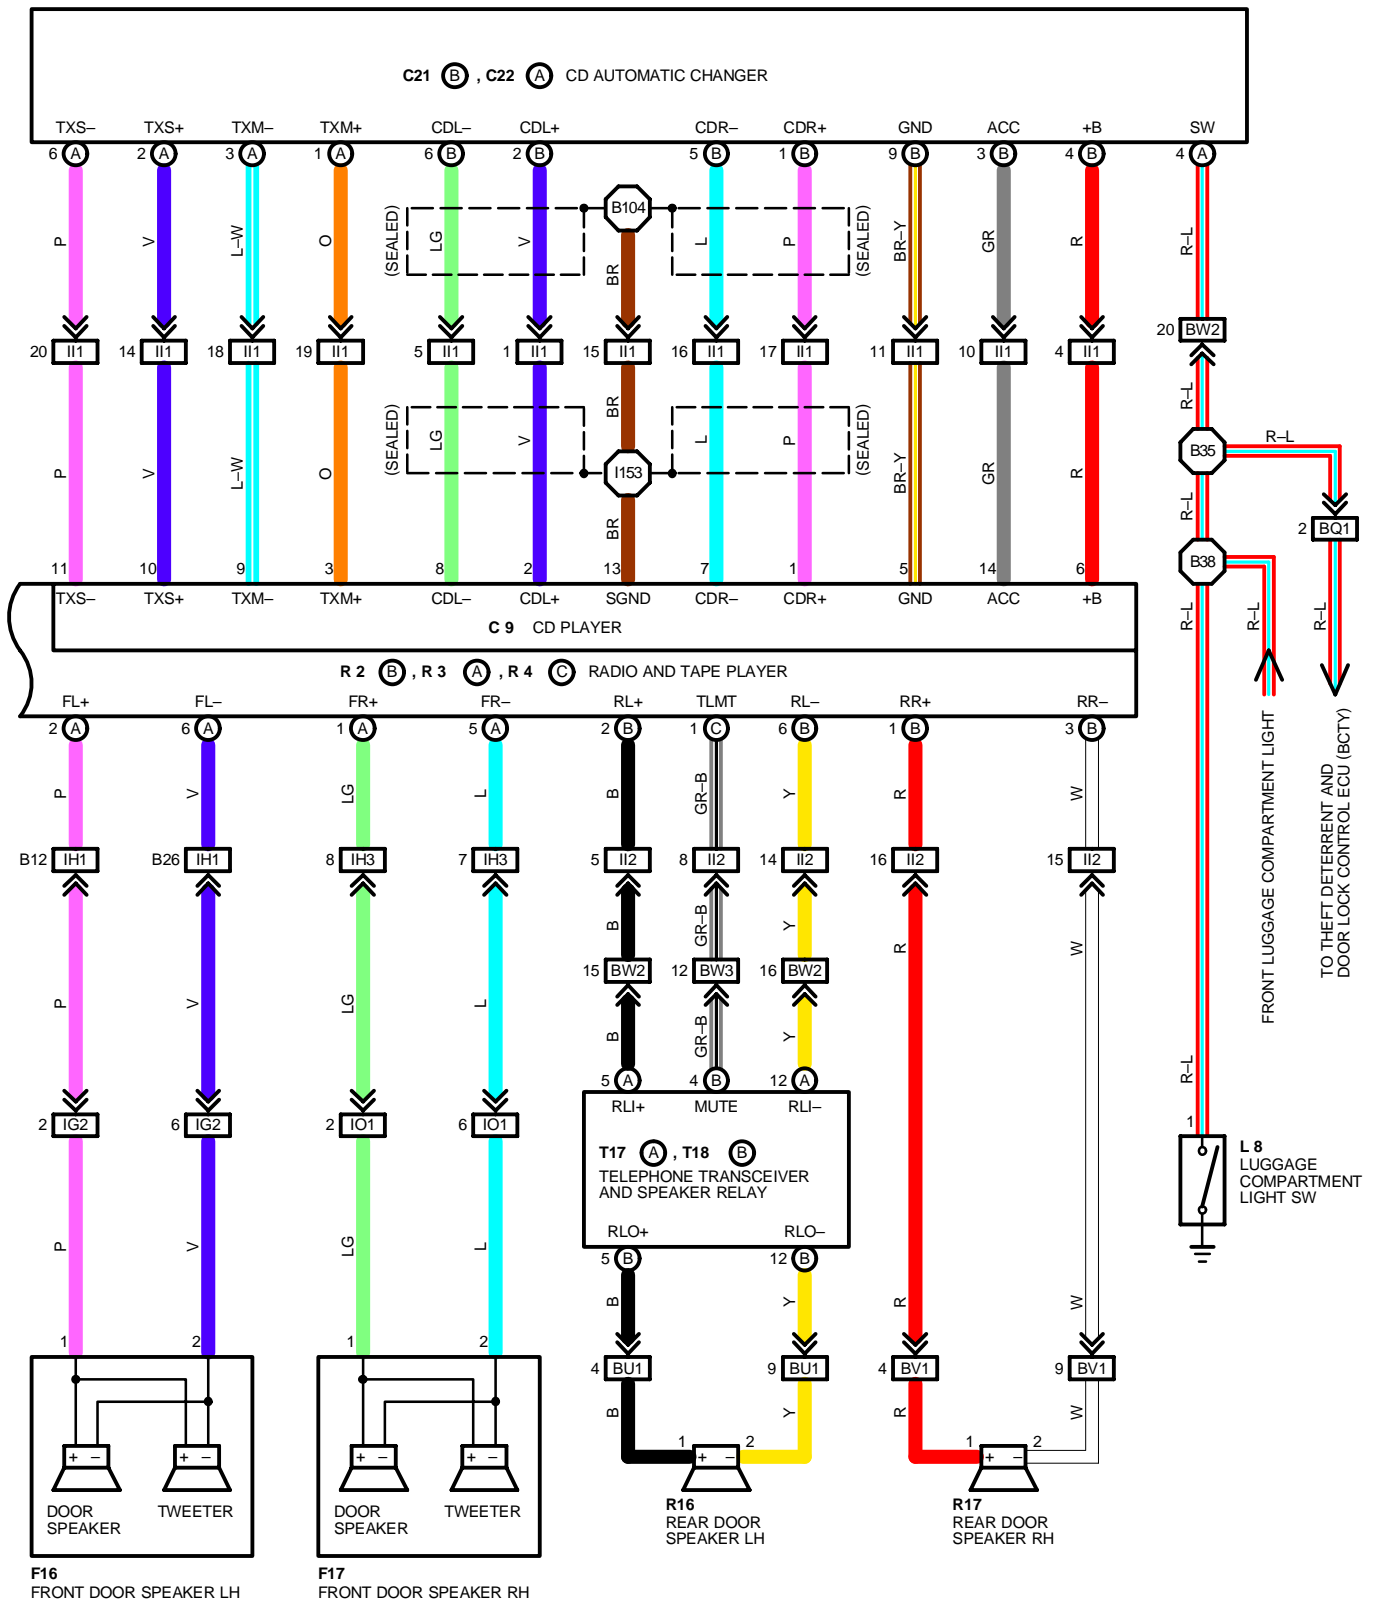 C21 B , C22 A CD AUTOMATIC CHANGER
TXS– TXS+ TXM– TXM+ CDL– CDL+ CDR– CDR+ GND ACC +B SW
6 A 2 A 3 A 1 A 6 B 2 B 5 B 1 B 9 B 3 B 4 B 4 A
B104
P V L–W O (SEALED) LG V BR L P (SEALED) BR–Y GR R R–L
20 BW2
20 II1 14 II1 18 II1 19 II1 5 II1 1 II1 15 II1 16 II1 17 II1 11 II1 10 II1 4 II1
R–L
(SEALED) LG V BR L P (SEALED)
B35 R–L
P V L–W O I153 BR–Y GR R
BR R–L
2 BQ1
B38
11 10 9 3 8 2 13 7 1 5 14 6
TXS– TXS+ TXM– TXM+ CDL– CDL+ SGND CDR– CDR+ GND ACC +B
R–L R–L R–L
C 9 CD PLAYER
R 2 B , R 3 A , R 4 C RADIO AND TAPE PLAYER
FL+ FL– FR+ FR– RL+ TLMT RL– RR+ RR–
2 A 6 A 1 A 5 A 2 B 1 C 6 B 1 B 3 B
FRONT LUGGAGE COMPARTMENT LIGHT
TO THEFT DETERRENT AND
DOOR LOCK CONTROL ECU (BCTY)
P V LG L B GR–B Y R W
B12 IH1 B26 IH1 8 IH3 7 IH3 5 II2 8 II2 14 II2 16 II2 15 II2
B GR–B Y R W
15 BW2 12 BW3 16 BW2
P V LG L
B GR–B Y
R–L
5 A 4 B 12 A
RLI+ MUTE RLI–
2 IG2 6 IG2 2 IO1 6 IO1
1
T17 A , T18 B
TELEPHONE TRANSCEIVER
AND SPEAKER RELAY
L 8
LUGGAGE
COMPARTMENT
LIGHT SW
RLO+ RLO–
P V LG L
5 B 12 B
B Y R W
1 2 1 2
4 BU1 9 BU1 4 BV1 9 BV1
B Y R W
1 2 1 2
+ – + – + – + – + – + –
DOOR
SPEAKER
TWEETER
DOOR
SPEAKER
TWEETER
R16
REAR DOOR
SPEAKER LH
R17
REAR DOOR
SPEAKER RH
F16
FRONT DOOR SPEAKER LH
F17
FRONT DOOR SPEAKER RH